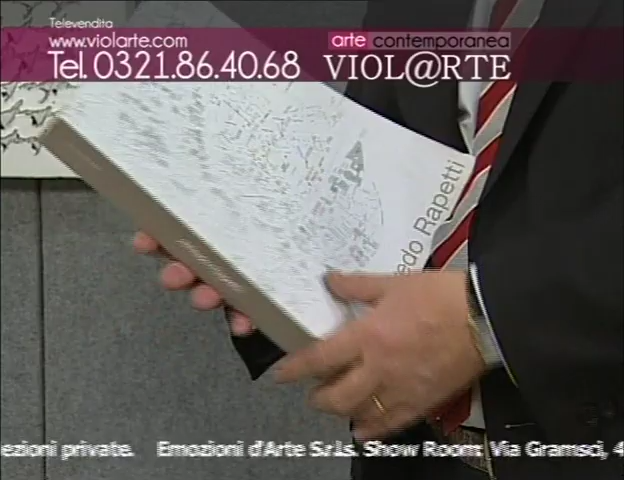 Televendita
www.violarte.com
Tel. 0321.86.40.68
arte contemporanea
VIOL@RTE
edo Rapetti
ezioni private. Emozioni d'Arte S.r.l.s. Show Room: Via Gramsci, 4